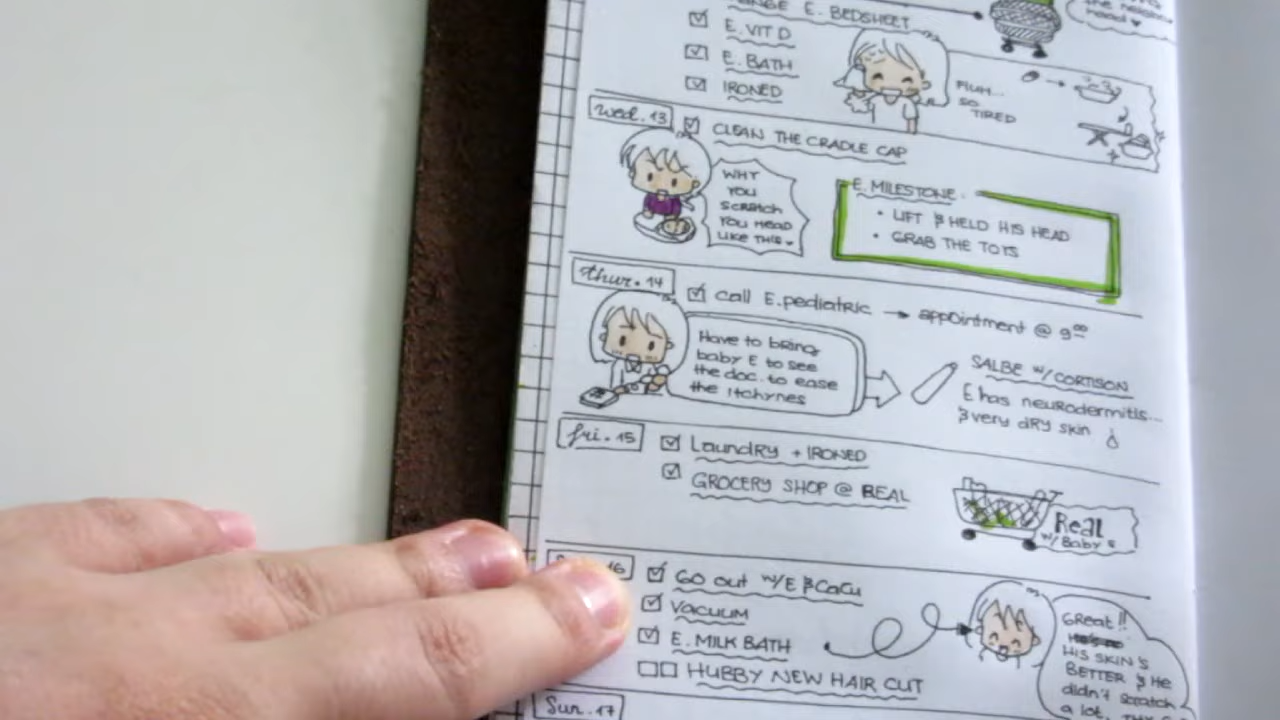 E. BEDSHEET
E. VIT D
E. BATH
IRONED
FIUH...
SO
TIRED
Wed. 13
CLEAN THE CRADLE CAP
WHY
YOU
SCRATCH
YOU HEAD
LIKE THIS
E. MILESTONE.
• LIFT & HELD HIS HEAD
• GRAB THE TOYS
Thur. 14
Call E. pediatric → appointment @ 9⁰⁰
Have to bring
baby E to see
the doc. to ease
the itchynes
SALBE W/ CORTISON
E has neurodermitis...
& very dry skin
Fri. 15
Laundry + IRONED
GROCERY SHOP @ REAL
Real
w/ Baby
16
Go out w/E & CaCu
Vacuum
E. MILK BATH
HUBBY NEW HAIR CUT
Great!!
HIS SKIN'S
BETTER & He
didn't scratch
a lot.
Sun. 17